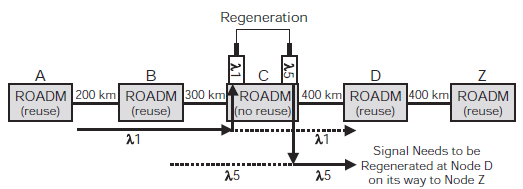 Regeneration
λ1
λ5
A
B
C
D
Z
ROADM
(reuse)
200 km
ROADM
(reuse)
300 km
ROADM
(no reuse)
400 km
ROADM
(reuse)
400 km
ROADM
(reuse)
λ1
λ1
λ5
λ5
Signal Needs to be
Regenerated at Node D
on its way to Node Z